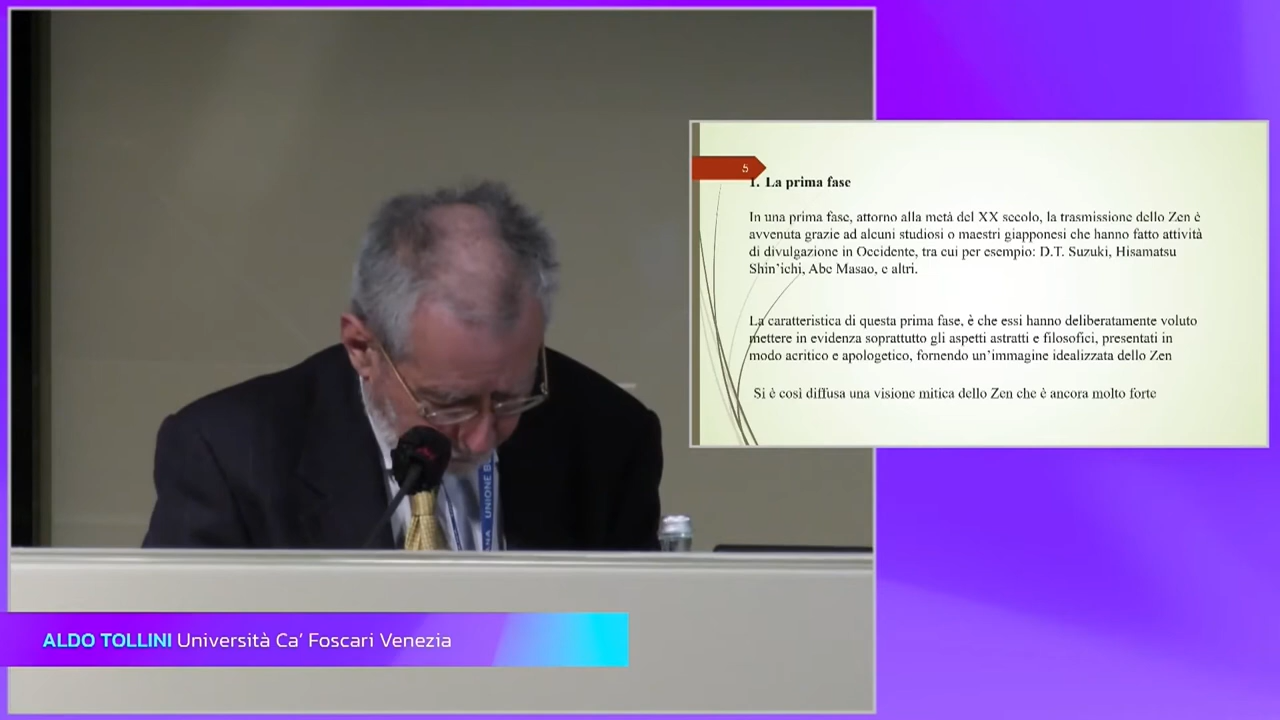 5
1. La prima fase
In una prima fase, attorno alla metà del XX secolo, la trasmissione dello Zen è
avvenuta grazie ad alcuni studiosi o maestri giapponesi che hanno fatto attività
di divulgazione in Occidente, tra cui per esempio: D.T. Suzuki, Hisamatsu
Shin'ichi, Abe Masao, e altri.
La caratteristica di questa prima fase, è che essi hanno deliberatamente voluto
mettere in evidenza soprattutto gli aspetti astratti e filosofici, presentati in
modo acritico e apologetico, fornendo un'immagine idealizzata dello Zen
Si è così diffusa una visione mitica dello Zen che è ancora molto forte
UNIONE B
ANA
ALDO TOLLINI Università Ca' Foscari Venezia